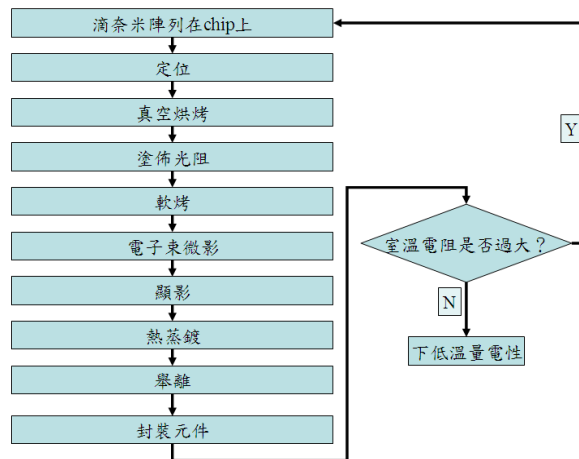 滴奈米陣列在chip上
定位
真空烘烤
塗佈光阻
軟烤
電子束微影
顯影
熱蒸鍍
舉離
封裝元件
室溫電阻是否過大？
Y
N
下低溫量電性